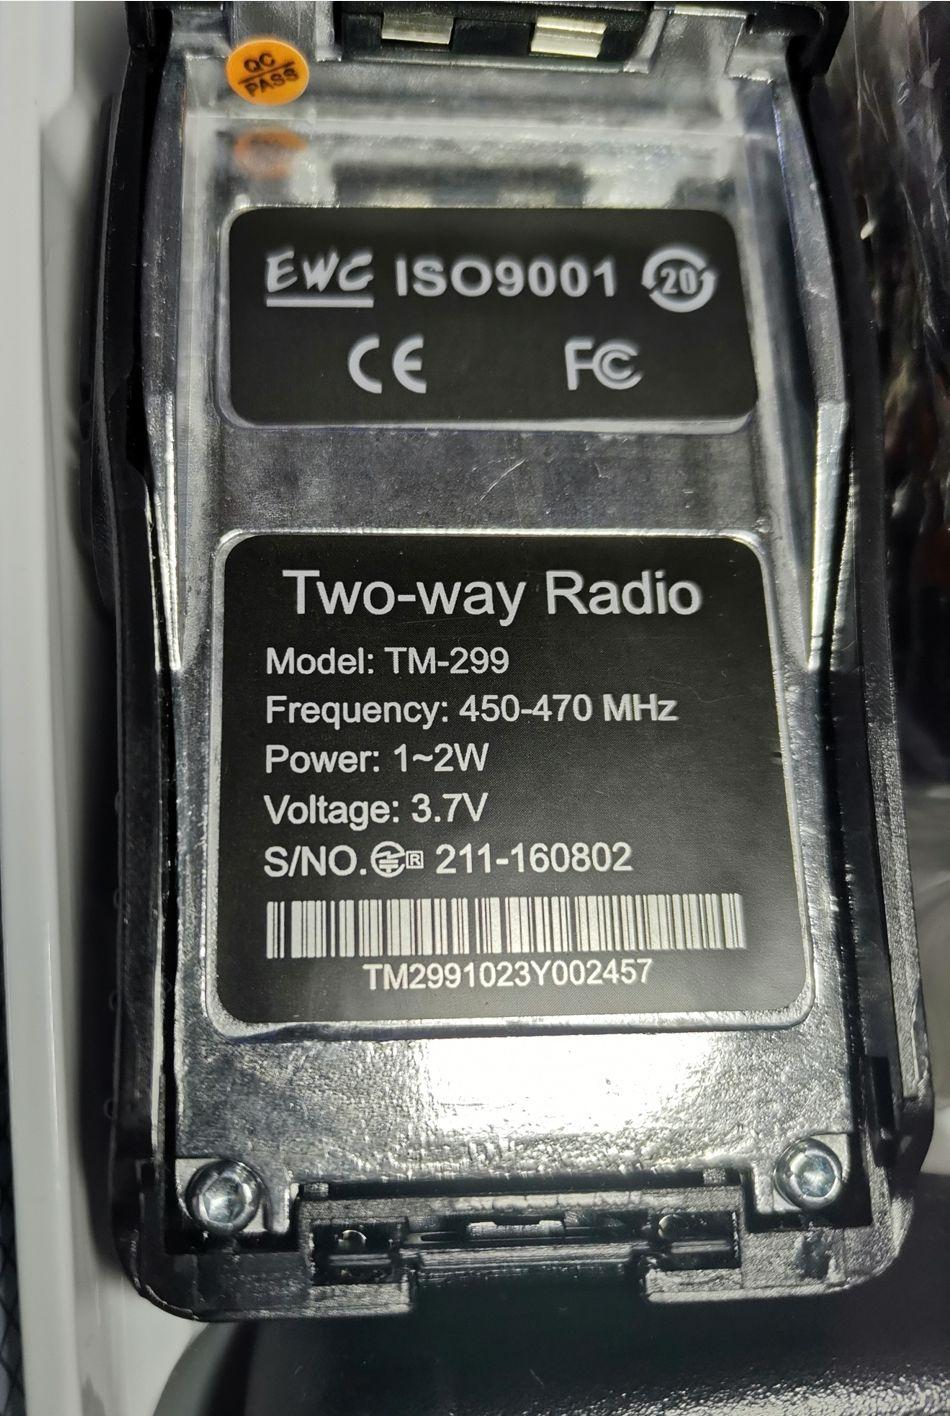 QC
PASS
EWC ISO9001 20
CE FC
Two-way Radio
Model: TM-299
Frequency: 450-470 MHz
Power: 1~2W
Voltage: 3.7V
S/NO. R 211-160802
TM2991023Y002457